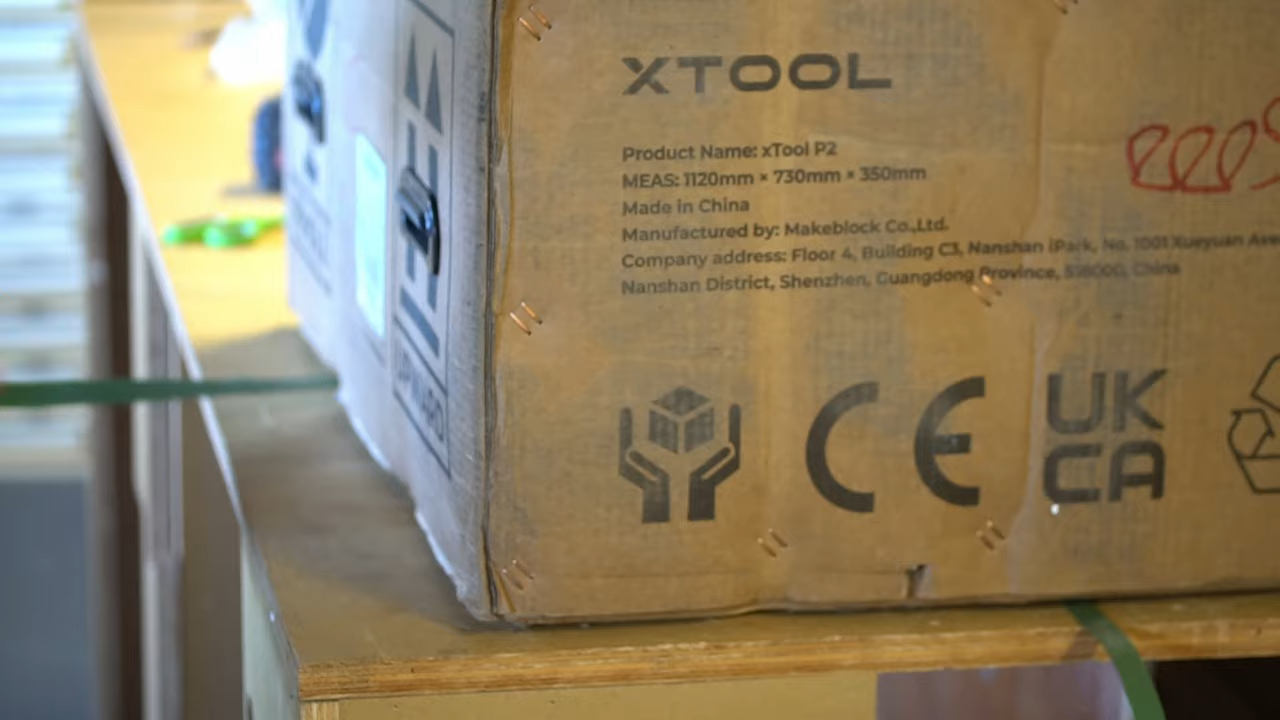 XTOOL
Product Name: xTool P2
MEAS: 1120mm × 730mm × 350mm
Made in China
Manufactured by: Makeblock Co.,Ltd.
Company address: Floor 4, Building C3, Nanshan iPark, No. 1001 Xueyuan Ave
Nanshan District, Shenzhen, Guangdong Province, 518000, China
CE
UK
CA
UPWARD